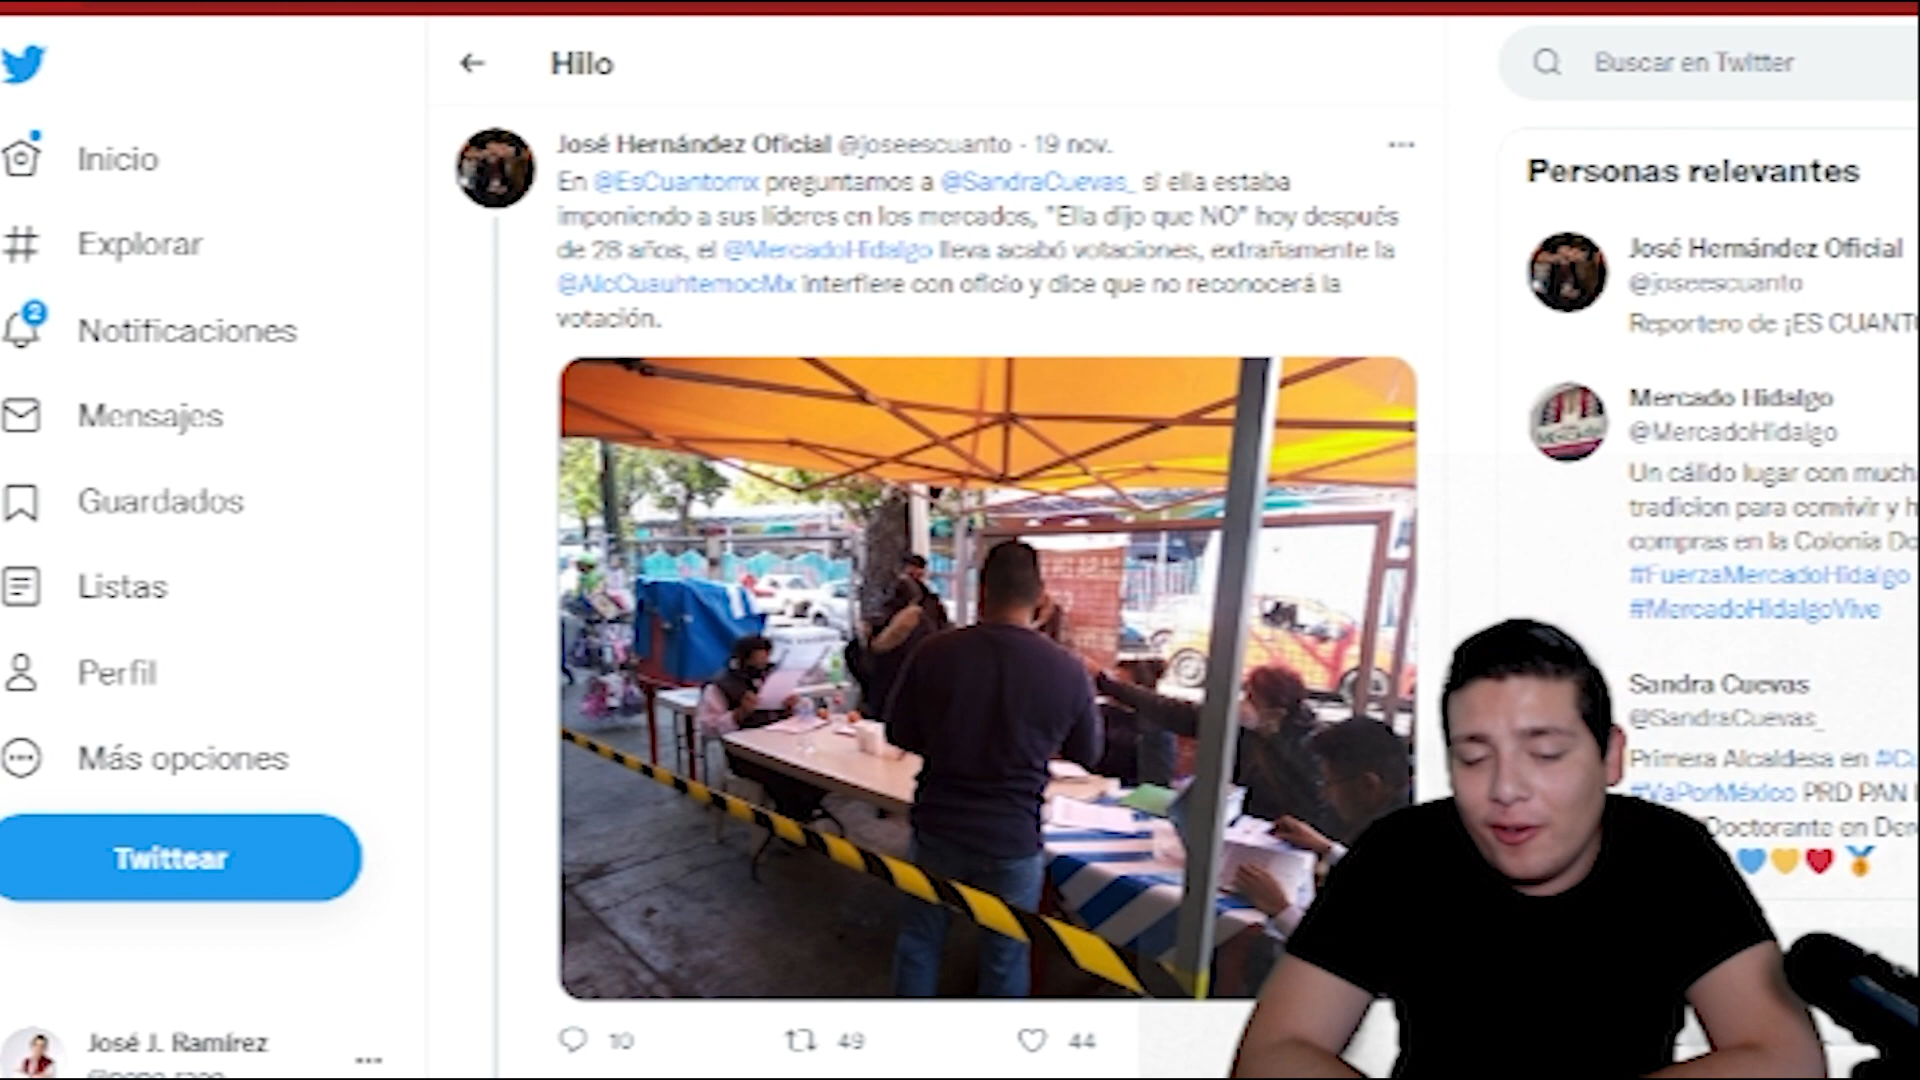 Hilo
Buscar en Twitter
Inicio
Explorar
2
Notificaciones
Mensajes
Guardados
Listas
Perfil
Más opciones
Twittear
José J. Ramírez
José Hernández Oficial @joseescuanto · 19 nov.
En @EsCuantomx preguntamos a @SandraCuevas_ si ella estaba
imponiendo a sus líderes en los mercados, "Ella dijo que NO" hoy después
de 28 años, el @MercadoHidalgo lleva acabó votaciones, extrañamente la
@AlcCuauhtemocMx interfiere con oficio y dice que no reconocerá la
votación.
10
49
44
Personas relevantes
José Hernández Oficial
@joseescuanto
Reportero de ¡ES CUANT
Mercado Hidalgo
@MercadoHidalgo
Un cálido lugar con much
tradicion para convivir y h
compras en la Colonia Do
#FuerzaMercadoHidalgo
#MercadoHidalgoVive
Sandra Cuevas
@SandraCuevas_
Primera Alcaldesa en #Cu
#VaPorMéxico PRD PAN
Doctorante en Der